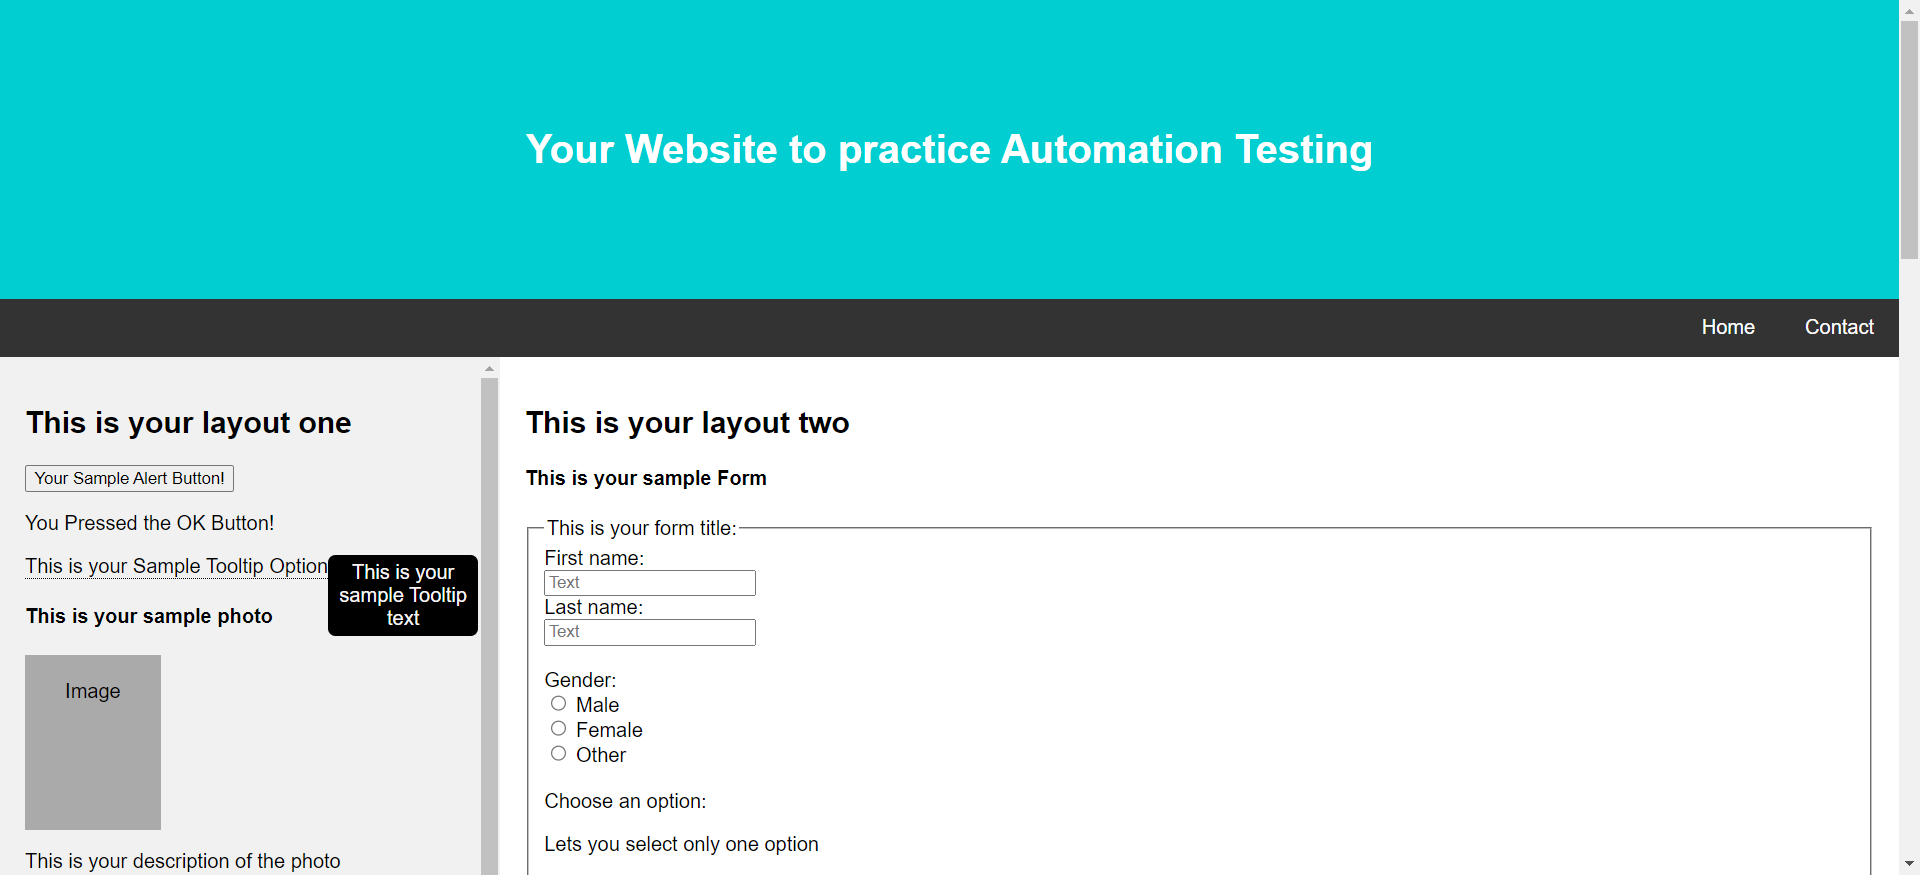 Your Website to practice Automation Testing
Home
Contact
This is your layout one
Your Sample Alert Button!
You Pressed the OK Button!
This is your Sample Tooltip Option
This is your
sample Tooltip
text
This is your sample photo
Image
This is your description of the photo
This is your layout two
This is your sample Form
This is your form title:
First name:
Text
Last name:
Text
Gender:
Male
Female
Other
Choose an option:
Lets you select only one option